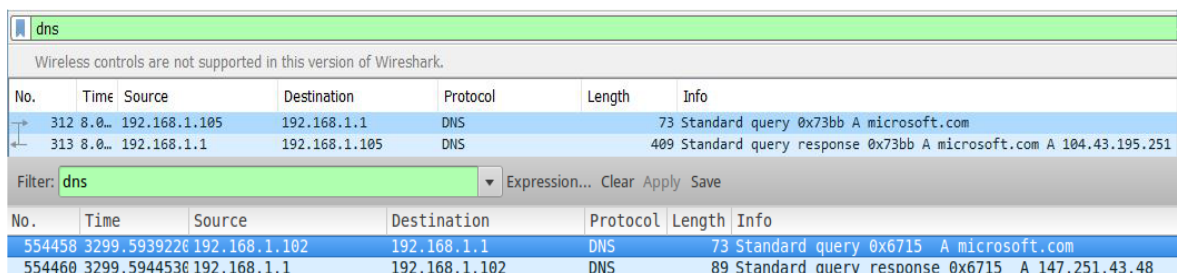 dns
Wireless controls are not supported in this version of Wireshark.
No. Time Source Destination Protocol Length Info
312 8.0… 192.168.1.105 192.168.1.1 DNS 73 Standard query 0x73bb A microsoft.com
313 8.0… 192.168.1.1 192.168.1.105 DNS 409 Standard query response 0x73bb A microsoft.com A 104.43.195.251
Filter: dns Expression... Clear Apply Save
No. Time Source Destination Protocol Length Info
554458 3299.5939220 192.168.1.102 192.168.1.1 DNS 73 Standard query 0x6715 A microsoft.com
554460 3299.5944530 192.168.1.1 192.168.1.102 DNS 89 Standard query response 0x6715 A 147.251.43.48